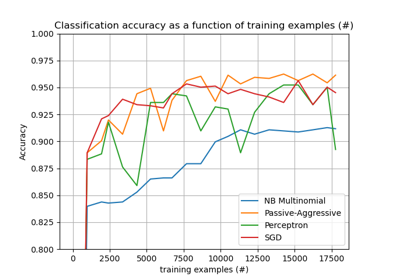 Classification accuracy as a function of training examples (#)
1.000
0.975
0.950
0.925
0.900
0.875
0.850
0.825
0.800
Accuracy
NB Multinomial
Passive-Aggressive
Perceptron
SGD
0 2500 5000 7500 10000 12500 15000 17500
training examples (#)